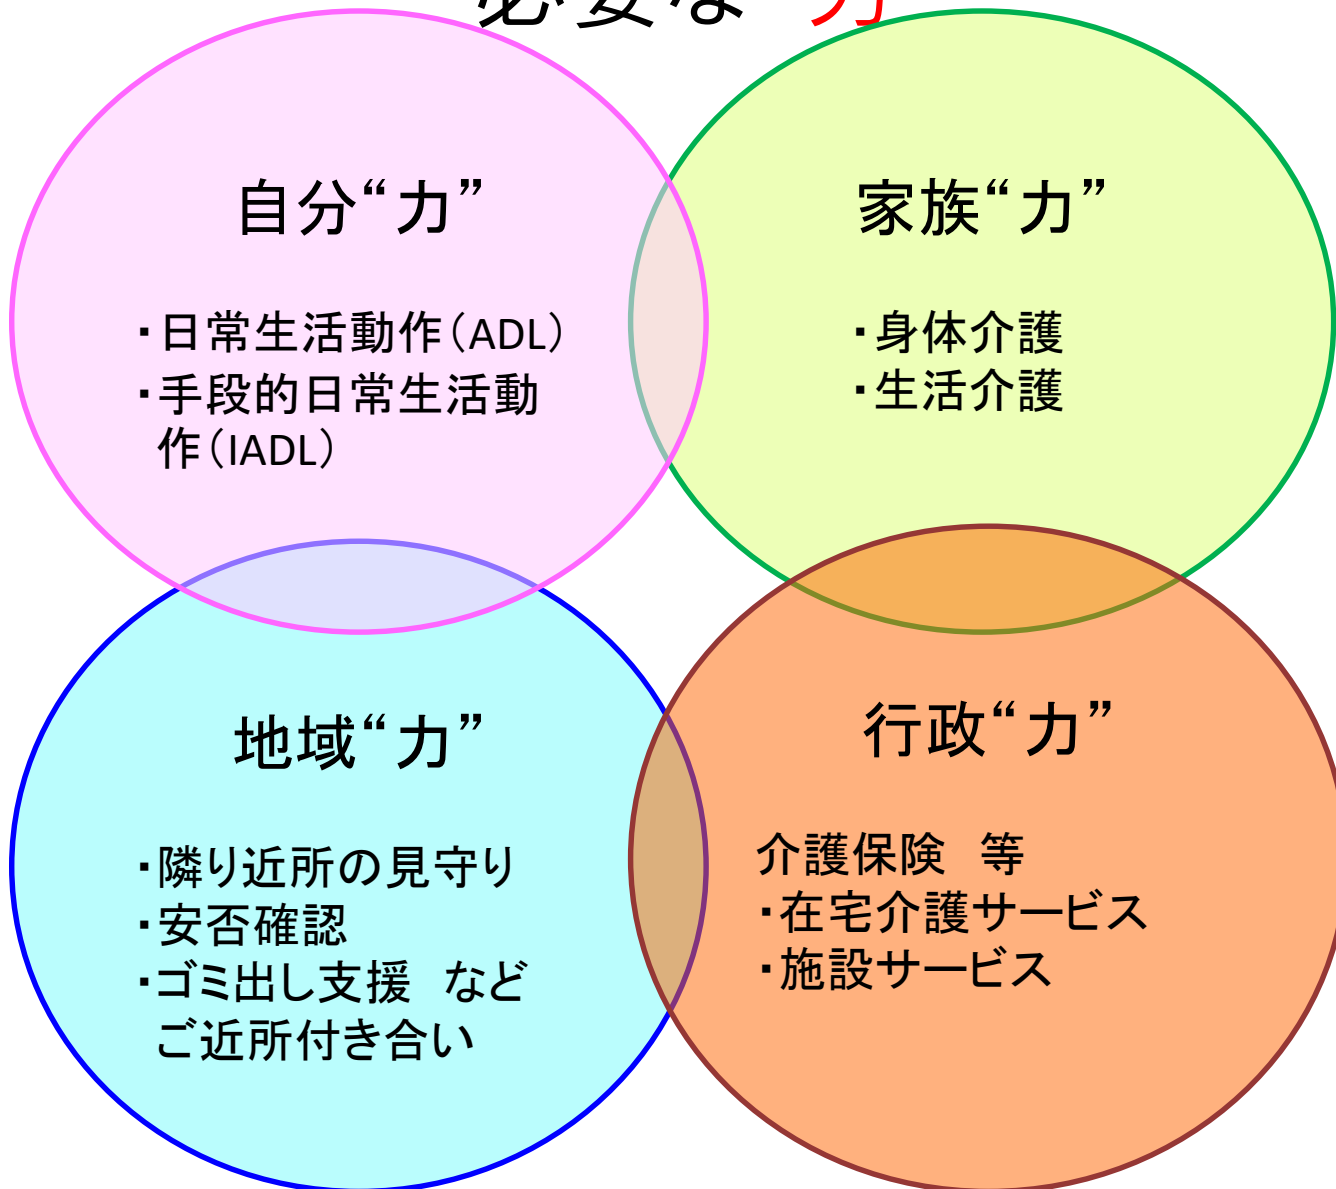 必要な“力”
自分“力”
・日常生活動作(ADL)
・手段的日常生活動
作(IADL)
家族“力”
・身体介護
・生活介護
地域“力”
・隣り近所の見守り
・安否確認
・ゴミ出し支援　など
ご近所付き合い
行政“力”
介護保険　等
・在宅介護サービス
・施設サービス